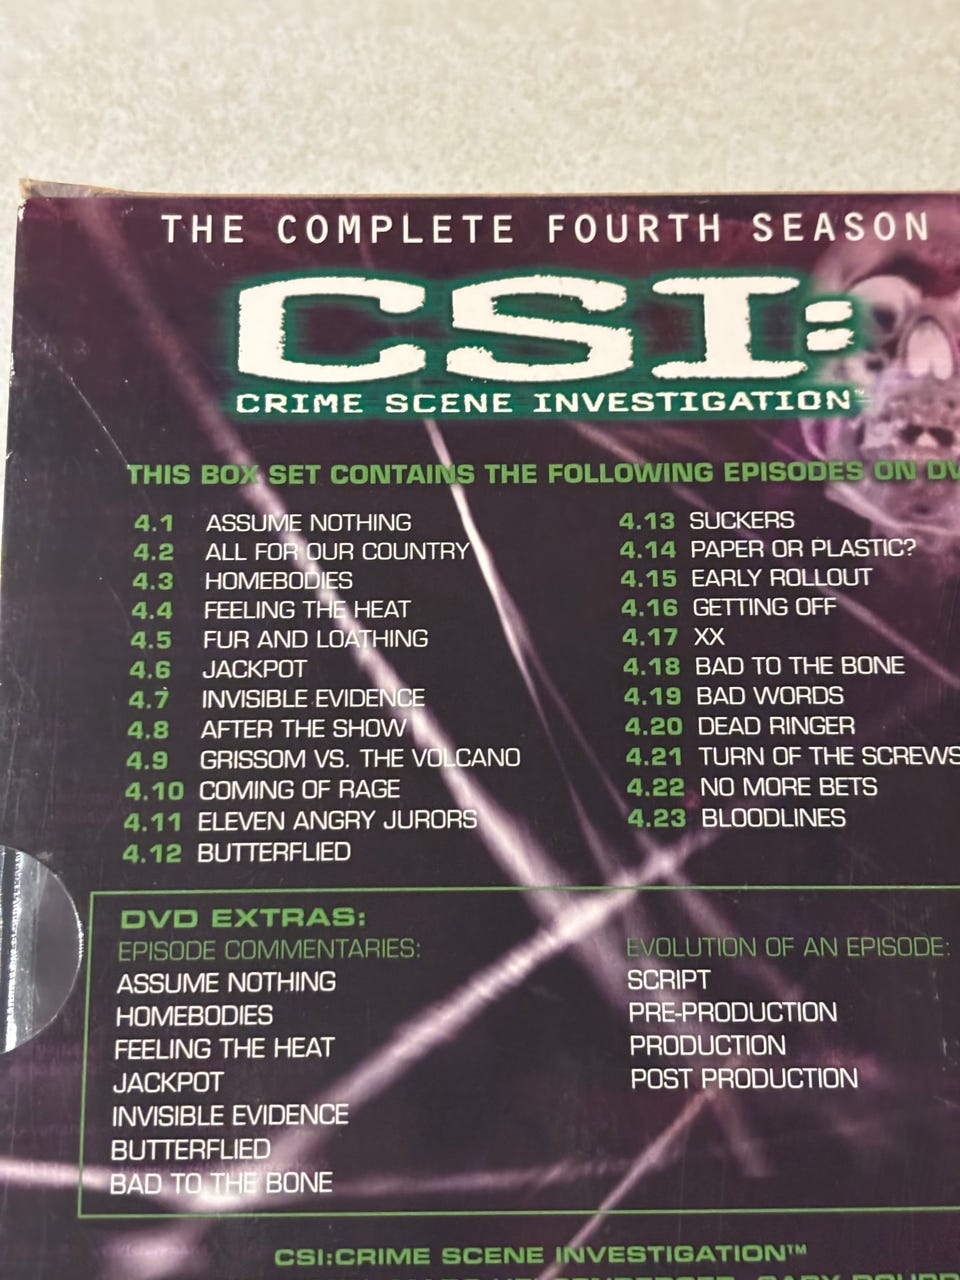 THE COMPLETE FOURTH SEASON
CSI:
CRIME SCENE INVESTIGATION™
THIS BOX SET CONTAINS THE FOLLOWING EPISODES ON
4.1 ASSUME NOTHING
4.2 ALL FOR OUR COUNTRY
4.3 HOMEBODIES
4.4 FEELING THE HEAT
4.5 FUR AND LOATHING
4.6 JACKPOT
4.7 INVISIBLE EVIDENCE
4.8 AFTER THE SHOW
4.9 GRISSOM VS. THE VOLCANO
4.10 COMING OF RAGE
4.11 ELEVEN ANGRY JURORS
4.12 BUTTERFLIED
4.13 SUCKERS
4.14 PAPER OR PLASTIC?
4.15 EARLY ROLLOUT
4.16 GETTING OFF
4.17 XX
4.18 BAD TO THE BONE
4.19 BAD WORDS
4.20 DEAD RINGER
4.21 TURN OF THE SCREWS
4.22 NO MORE BETS
4.23 BLOODLINES
DVD EXTRAS:
EPISODE COMMENTARIES:
ASSUME NOTHING
HOMEBODIES
FEELING THE HEAT
JACKPOT
INVISIBLE EVIDENCE
BUTTERFLIED
BAD TO THE BONE
EVOLUTION OF AN EPISODE:
SCRIPT
PRE-PRODUCTION
PRODUCTION
POST PRODUCTION
CSI:CRIME SCENE INVESTIGATION™